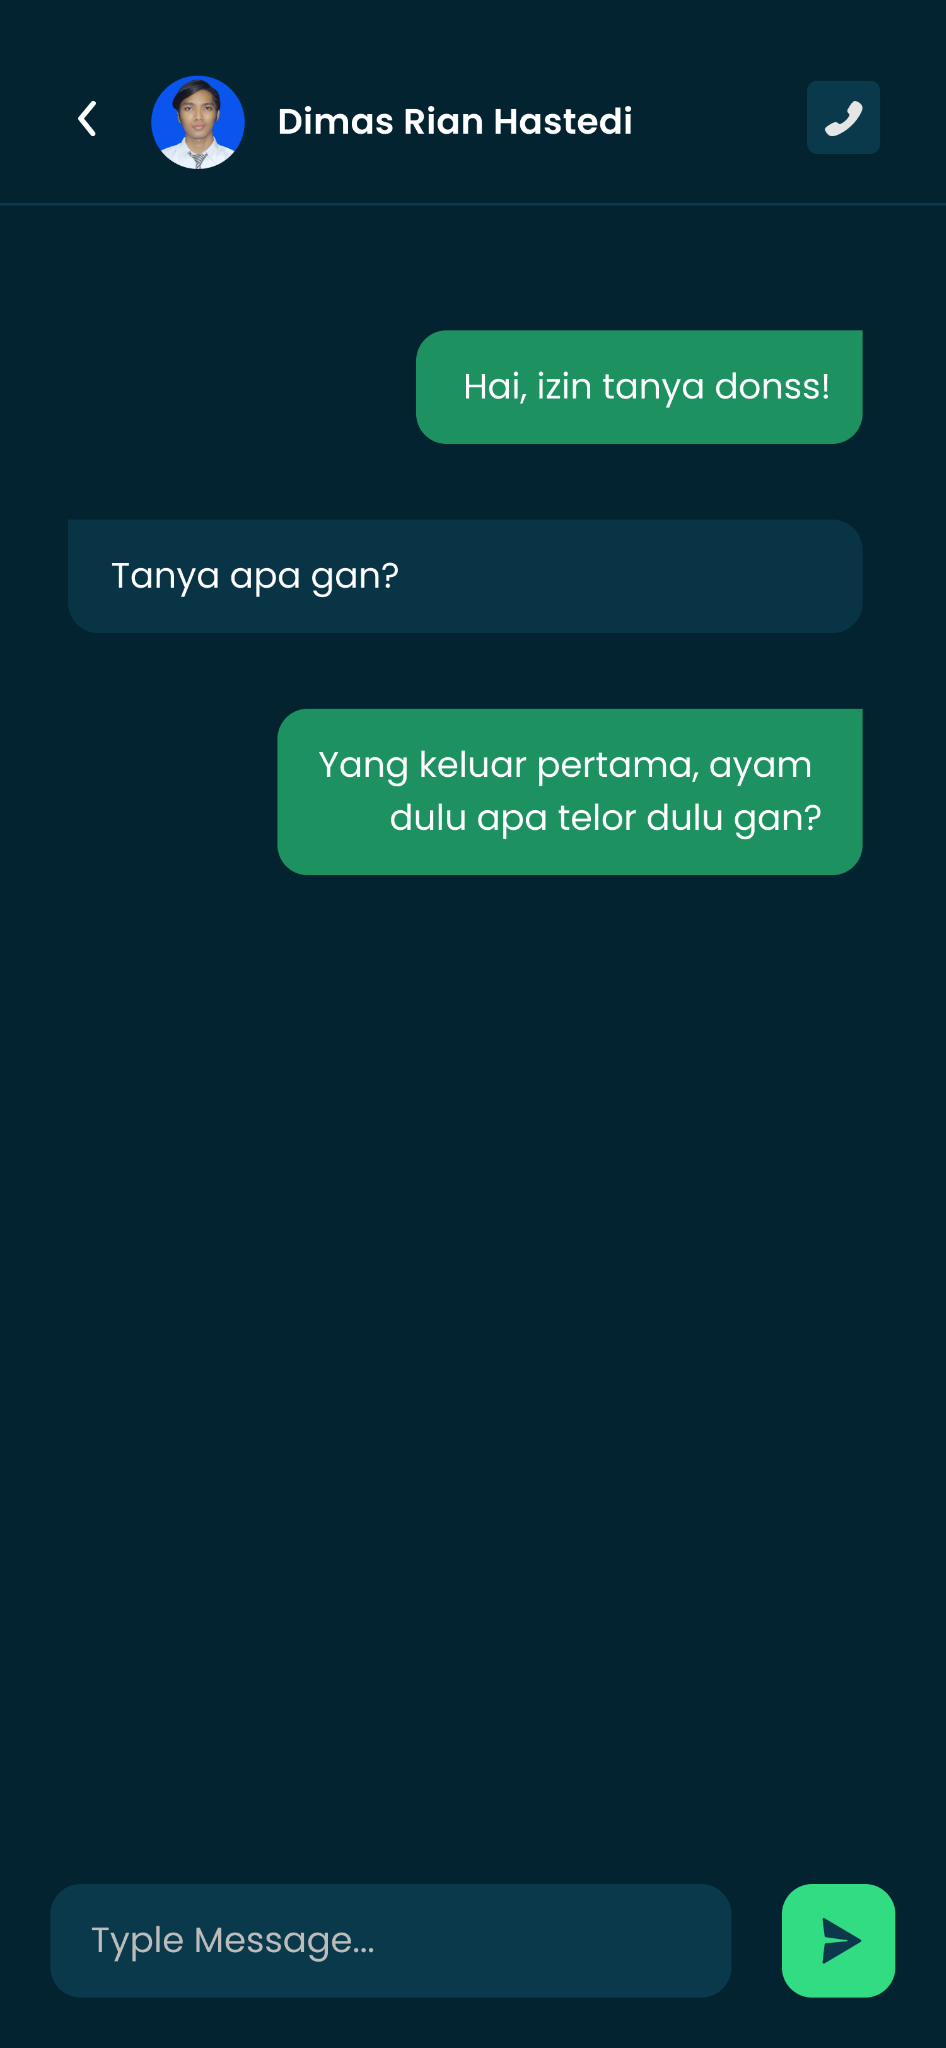 Dimas Rian Hastedi
Hai, izin tanya donss!
Tanya apa gan?
Yang keluar pertama, ayam
dulu apa telor dulu gan?
Typle Message...